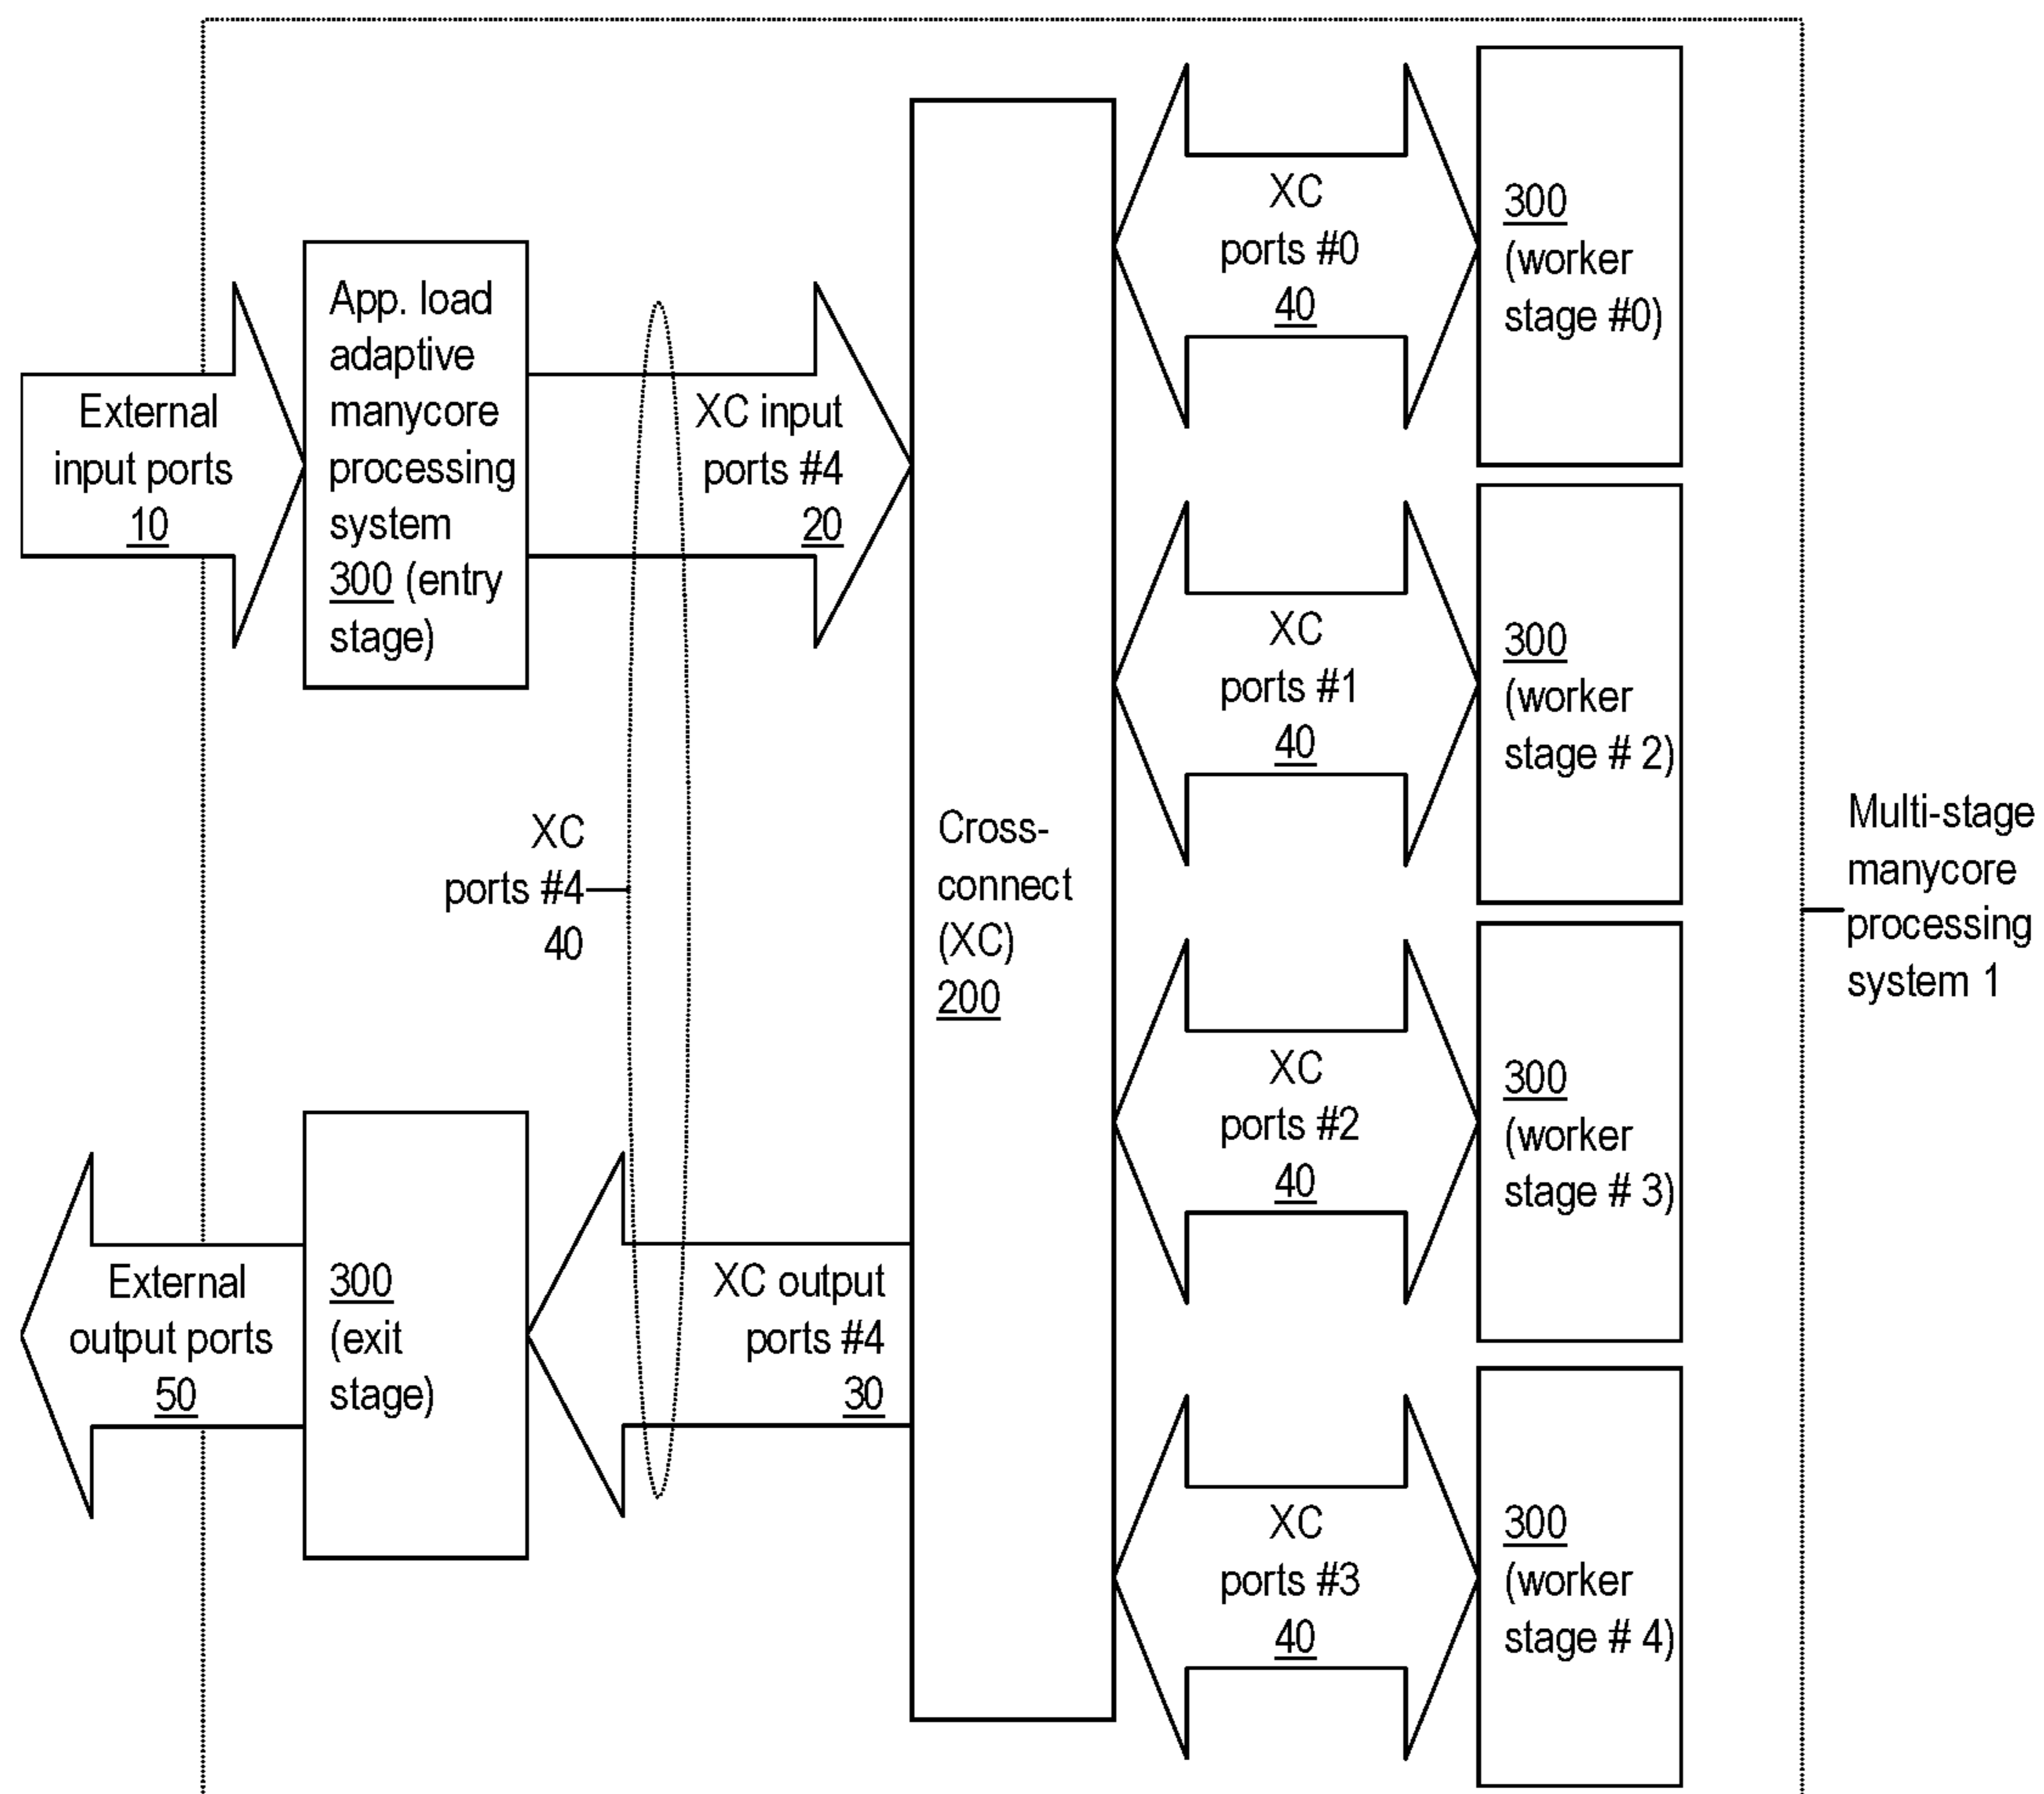 External
input ports
10
App. load
adaptive
manycore
processing
system
300 (entry
stage)
XC input
ports #4
20
XC
ports #4
40
Cross-
connect
(XC)
200
External
output ports
50
300
(exit
stage)
XC output
ports #4
30
XC
ports #0
40
300
(worker
stage #0)
XC
ports #1
40
300
(worker
stage # 2)
XC
ports #2
40
300
(worker
stage # 3)
XC
ports #3
40
300
(worker
stage # 4)
Multi-stage
manycore
processing
system 1